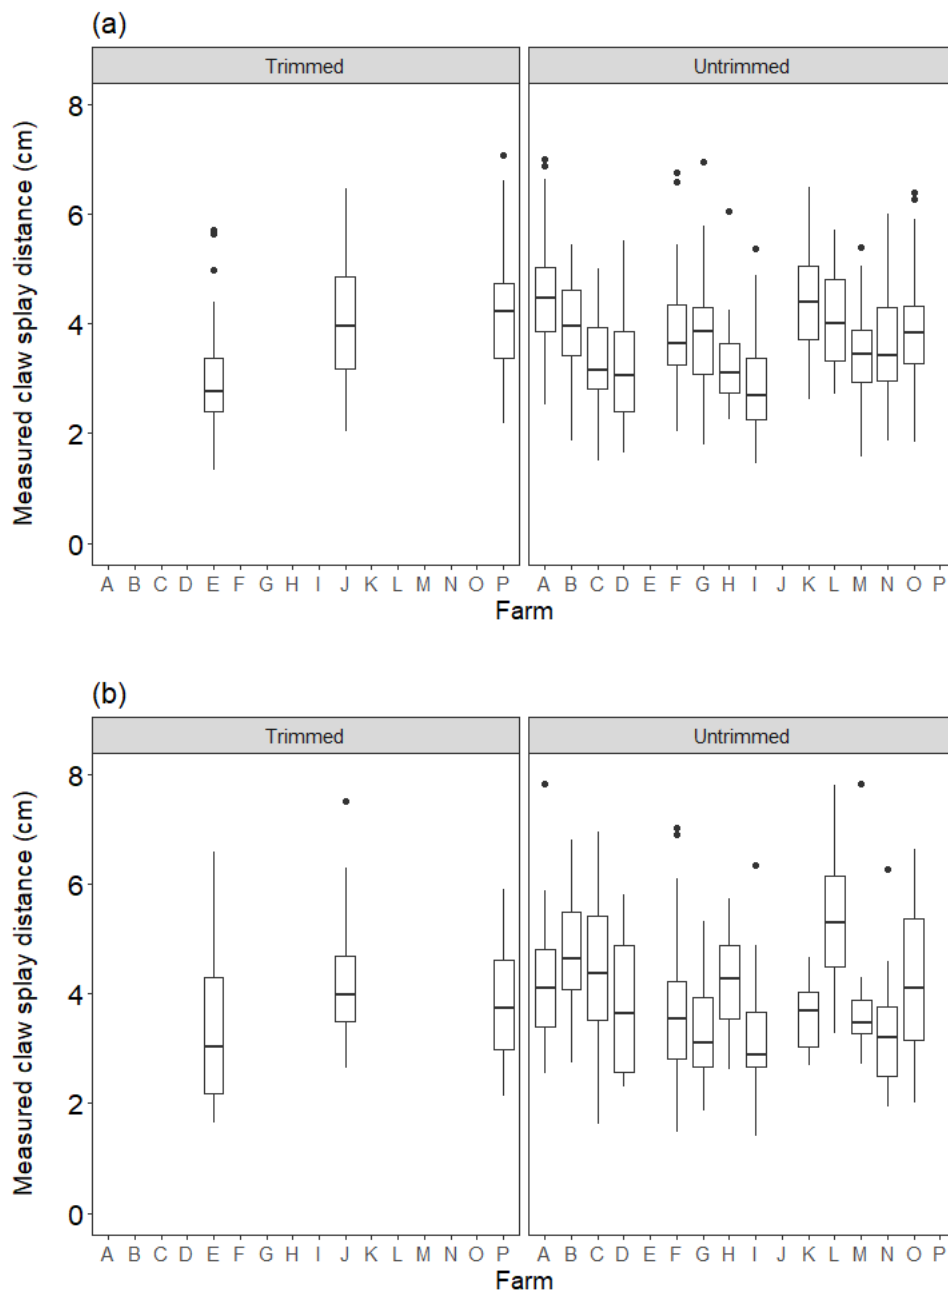 (a)
Trimmed
Untrimmed
Measured claw splay distance (cm)
8
6
4
2
0
A B C D E F G H I J K L M N O P
A B C D E F G H I J K L M N O P
Farm
(b)
Trimmed
Untrimmed
Measured claw splay distance (cm)
8
6
4
2
0
A B C D E F G H I J K L M N O P
A B C D E F G H I J K L M N O P
Farm